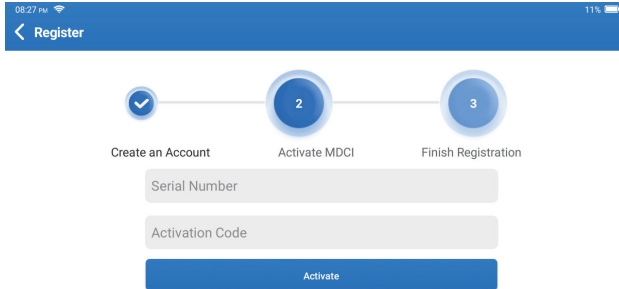 08:27 PM 11%
Register
2 3
Create an Account Activate MDCI Finish Registration
Serial Number
Activation Code
Activate